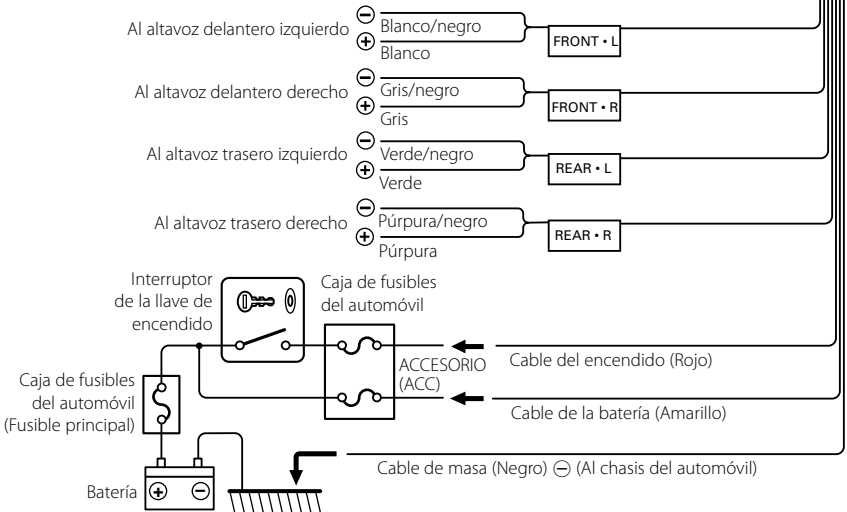 Al altavoz delantero izquierdo
⊖ Blanco/negro
⊕ Blanco
FRONT • L
Al altavoz delantero derecho
⊖ Gris/negro
⊕ Gris
FRONT • R
Al altavoz trasero izquierdo
⊖ Verde/negro
⊕ Verde
REAR • L
Al altavoz trasero derecho
⊖ Púrpura/negro
⊕ Púrpura
REAR • R
Interruptor
de la llave de
encendido
Caja de fusibles
del automóvil
ACCESORIO
(ACC)
Cable del encendido (Rojo)
Caja de fusibles
del automóvil
(Fusible principal)
Cable de la batería (Amarillo)
Cable de masa (Negro) ⊖ (Al chasis del automóvil)
Batería
⊕ ⊖